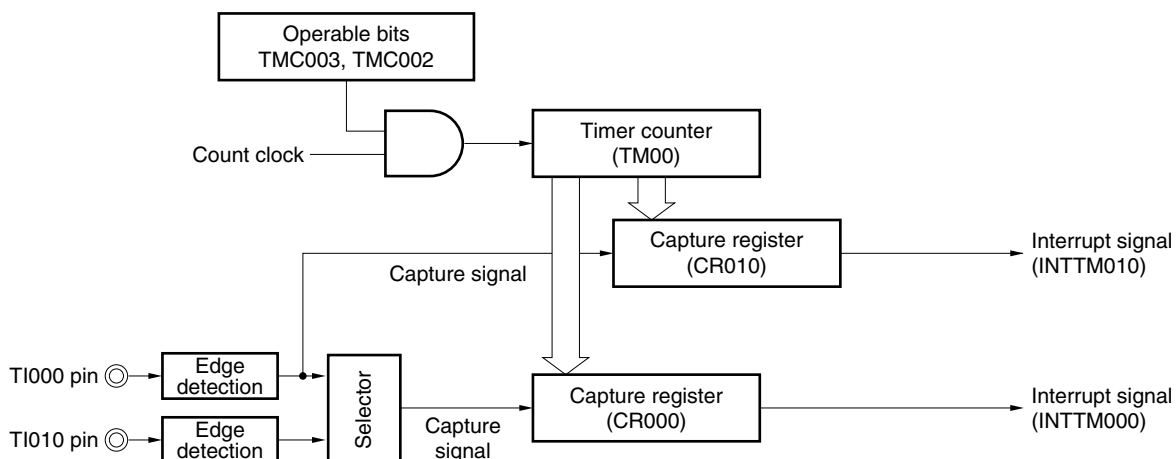 Operable bits
TMC003, TMC002
Count clock
Timer counter
(TM00)
Capture register
(CR010)
Interrupt signal
(INTTM010)
Capture signal
TI000 pin
Edge
detection
Selector
Capture register
(CR000)
Interrupt signal
(INTTM000)
TI010 pin
Edge
detection
Capture
signal